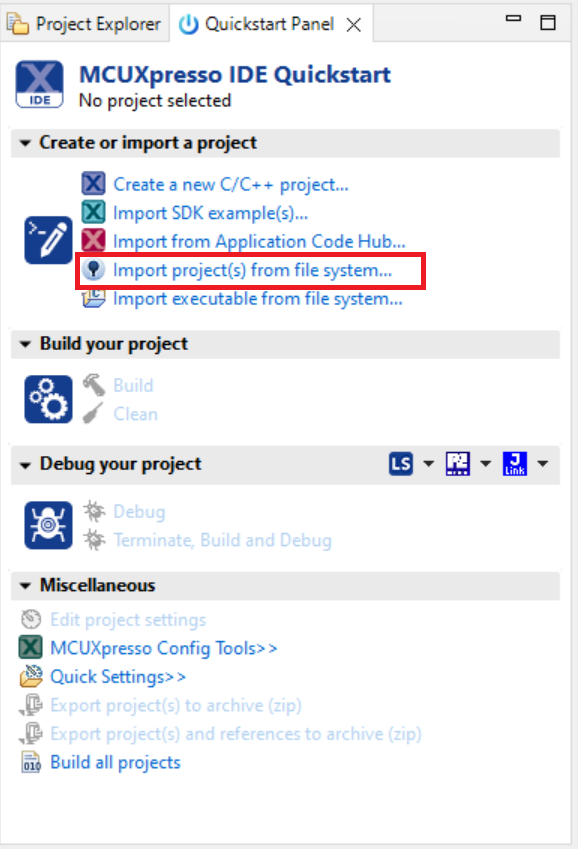 Project Explorer Quickstart Panel
IDE
MCUXpresso IDE Quickstart
No project selected
Create or import a project
Create a new C/C++ project...
Import SDK example(s)...
Import from Application Code Hub...
Import project(s) from file system...
Import executable from file system...
Build your project
Build
Clean
Debug your project LS PE J Link
Debug
Terminate, Build and Debug
Miscellaneous
Edit project settings
MCUXpresso Config Tools>>
Quick Settings>>
Export project(s) to archive (zip)
Export project(s) and references to archive (zip)
010 Build all projects